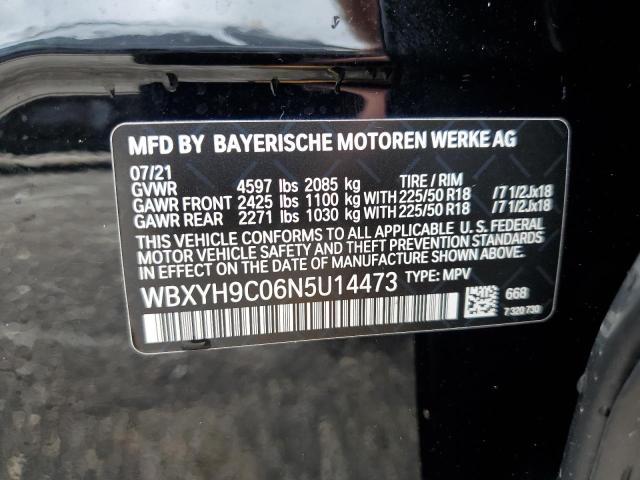 MFD BY BAYERISCHE MOTOREN WERKE AG
07/21
GVWR 4597 lbs 2085 kg TIRE / RIM
GAWR FRONT 2425 lbs 1100 kg WITH 225/50 R18 /7 1/2Jx18
GAWR REAR 2271 lbs 1030 kg WITH 225/50 R18 /7 1/2Jx18
THIS VEHICLE CONFORMS TO ALL APPLICABLE U. S. FEDERAL
MOTOR VEHICLE SAFETY AND THEFT PREVENTION STANDARDS
IN EFFECT ON THE DATE OF MANUFACTURE SHOWN ABOVE.
WBXYH9C06N5U14473 TYPE: MPV
668
7 320 730